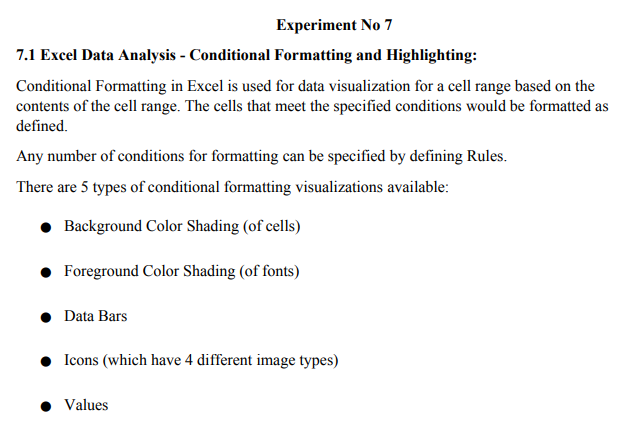 Experiment No 7
7.1 Excel Data Analysis - Conditional Formatting and Highlighting:
Conditional Formatting in Excel is used for data visualization for a cell range based on the
contents of the cell range. The cells that meet the specified conditions would be formatted as
defined.
Any number of conditions for formatting can be specified by defining Rules.
There are 5 types of conditional formatting visualizations available:
● Background Color Shading (of cells)
● Foreground Color Shading (of fonts)
● Data Bars
● Icons (which have 4 different image types)
● Values